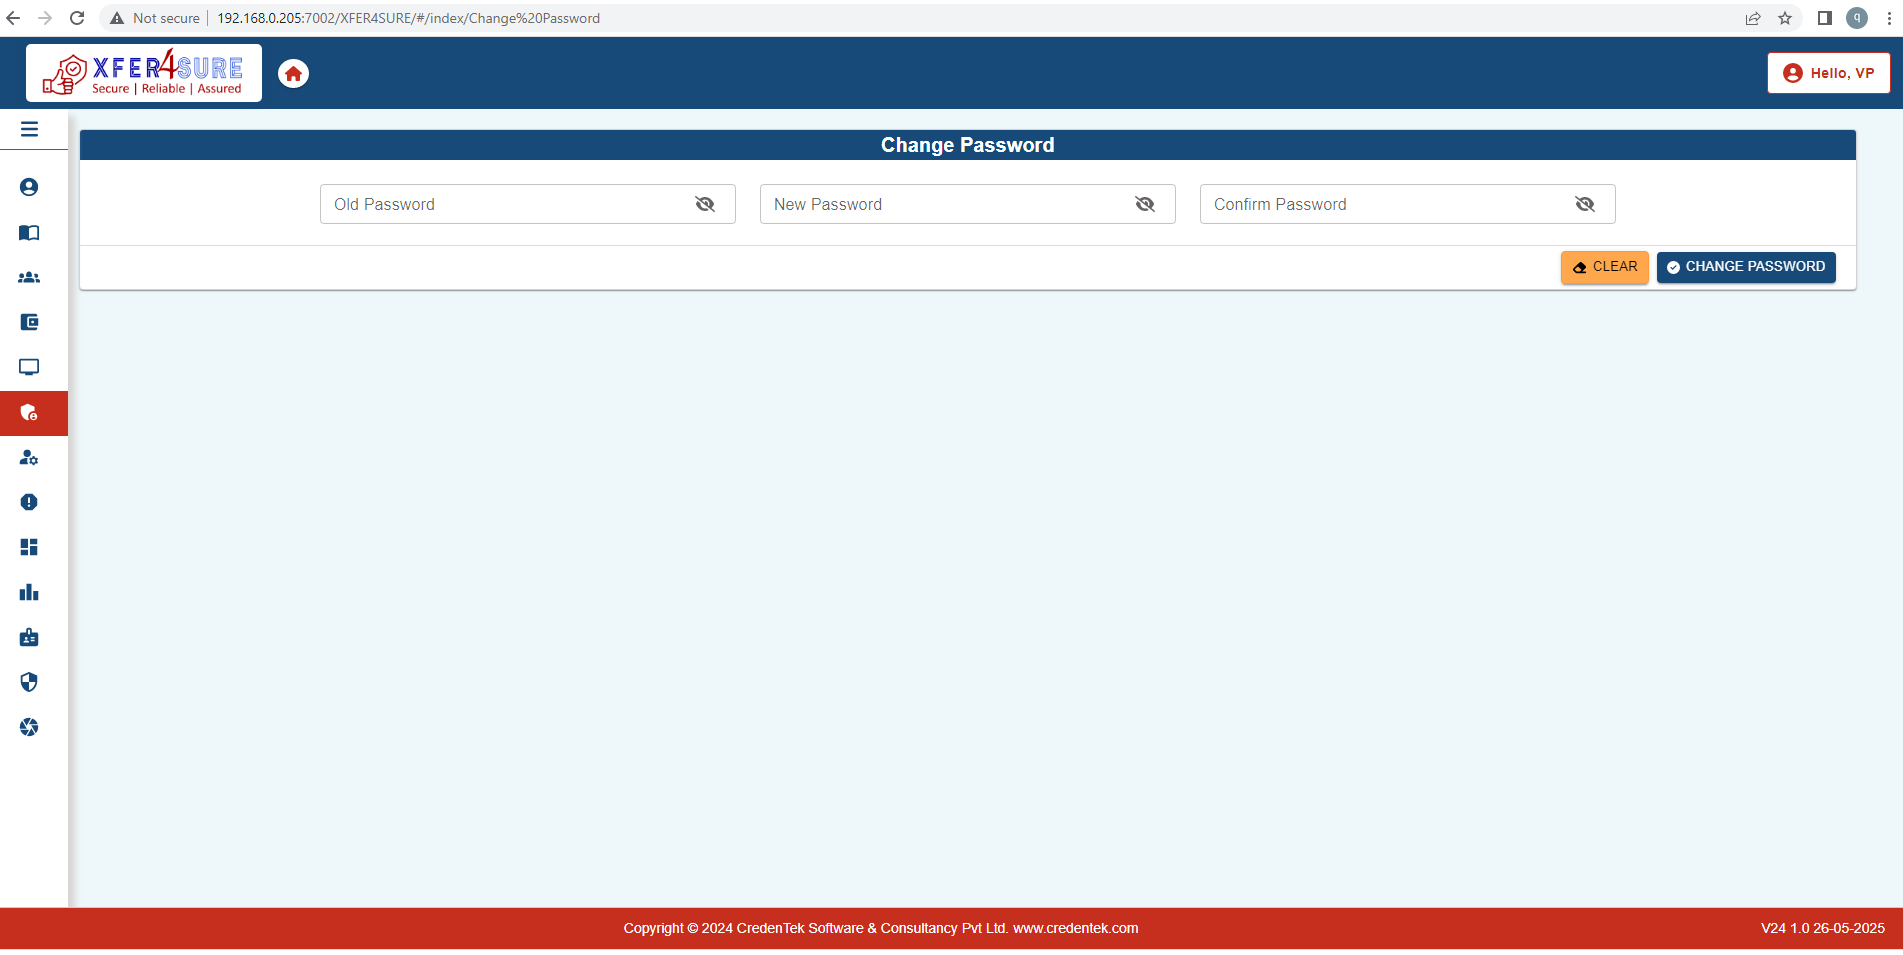 Not secure | 192.168.0.205:7002/XFER4SURE/#/index/Change%20Password
q
XFER4SURE
Secure | Reliable | Assured
Hello, VP
Change Password
Old Password
New Password
Confirm Password
CLEAR
CHANGE PASSWORD
Copyright © 2024 CredenTek Software & Consultancy Pvt Ltd. www.credentek.com
V24 1.0 26-05-2025